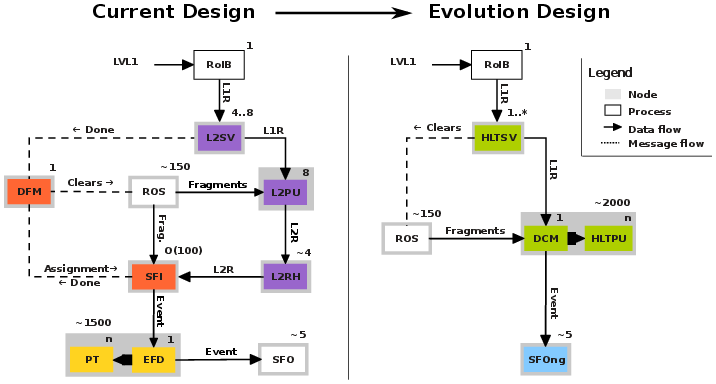 Current Design
Evolution Design
LVL1
RoIB
1
L1R
4..8
← Done
L2SV
L1R
1
DFM
Clears →
~150
ROS
Fragments
8
L2PU
Frag.
L2R
O(100)
~4
Assignment→
← Done
SFI
L2R
L2RH
Event
~1500
n
1
PT
EFD
Event
~5
SFO
LVL1
RoIB
1
L1R
1..*
← Clears
HLTSV
L1R
~150
ROS
Fragments
~2000
1
n
DCM
HLTPU
Event
~5
SFOng
Legend
Node
Process
Data flow
Message flow